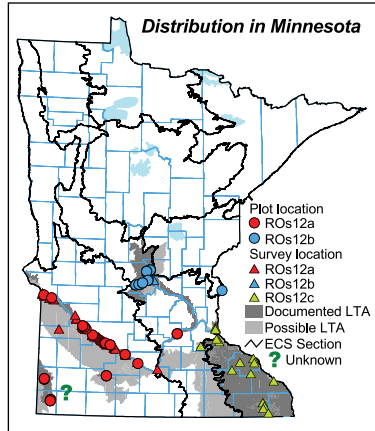 Distribution in Minnesota
Plot location
ROs12a
ROs12b
Survey location
ROs12a
ROs12b
ROs12c
Documented LTA
Possible LTA
ECS Section
? Unknown
?